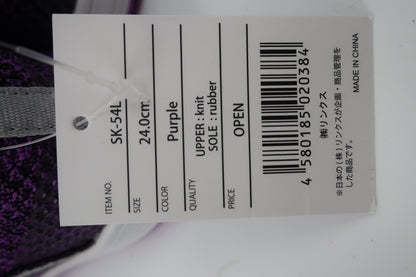 ITEM NO. SK-54L
SIZE 24.0cm
COLOR Purple
QUALITY UPPER : knit
SOLE : rubber
PRICE OPEN
4 580185 020384
㈱リンクス
※日本の(株)リンクスが企画・商品管理を
した商品です。
MADE IN CHINA